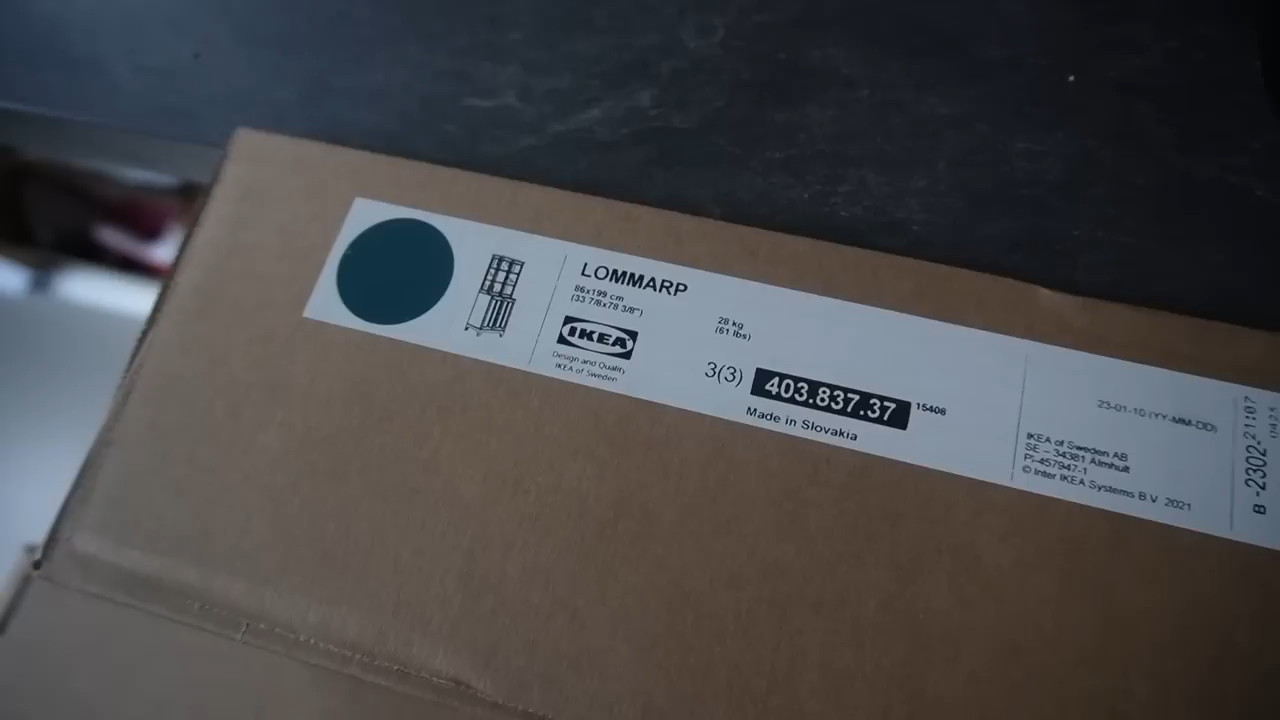 LOMMARP
86x199 cm
(33 7/8x78 3/8")
IKEA
Design and Quality
IKEA of Sweden
28 kg
(61 lbs)
3(3) 403.837.37 15408
Made in Slovakia
23-01-10 (YY-MM-DD)
IKEA of Sweden AB
SE - 34381 Älmhult
PI-457947-1
© Inter IKEA Systems B.V. 2021
B -2302-21:07